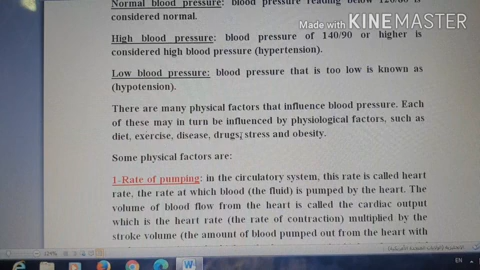 Normal blood pressure: blood pressure reading below 120/80 is
considered normal.
Made with KINEMASTER
High blood pressure: blood pressure of 140/90 or higher is
considered high blood pressure (hypertension).
Low blood pressure: blood pressure that is too low is known as
(hypotension).
There are many physical factors that influence blood pressure. Each
of these may in turn be influenced by physiological factors, such as
diet, exercise, disease, drugs, stress and obesity.
Some physical factors are:
1-Rate of pumping: in the circulatory system, this rate is called heart
rate, the rate at which blood (the fluid) is pumped by the heart. The
volume of blood flow from the heart is called the cardiac output
which is the heart rate (the rate of contraction) multiplied by the
stroke volume (the amount of blood pumped out from the heart with
124%
EN